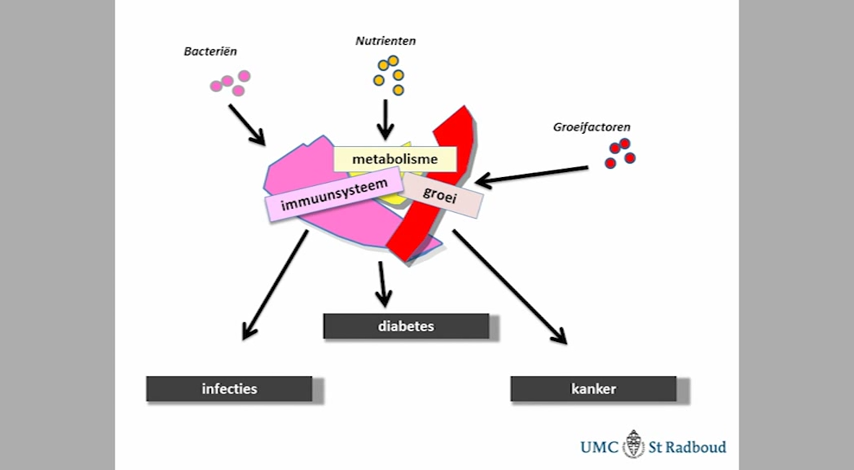 Nutrienten
Bacteriën
Groeifactoren
metabolisme
immuunsysteem
groei
diabetes
infecties
kanker
UMC St Radboud